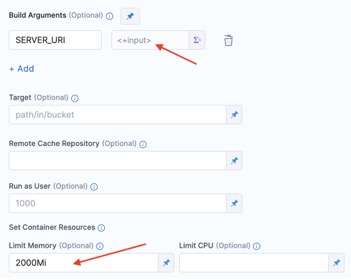 Build Arguments (Optional)
SERVER_URI <+input>
+ Add
Target (Optional)
path/in/bucket
Remote Cache Repository (Optional)
Run as User (Optional)
1000
Set Container Resources
Limit Memory (Optional) Limit CPU (Optional)
2000Mi